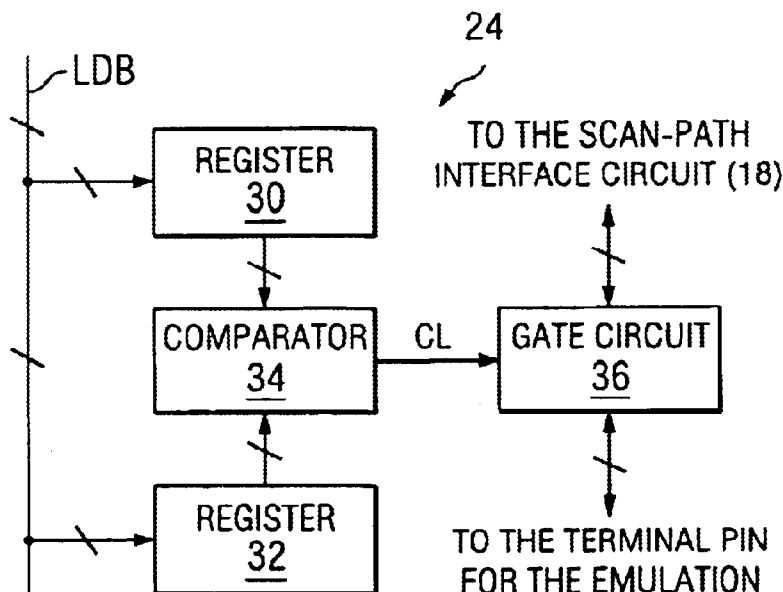 24
LDB
TO THE SCAN-PATH
INTERFACE CIRCUIT (18)
REGISTER
30
COMPARATOR
34
CL
GATE CIRCUIT
36
REGISTER
32
TO THE TERMINAL PIN
FOR THE EMULATION